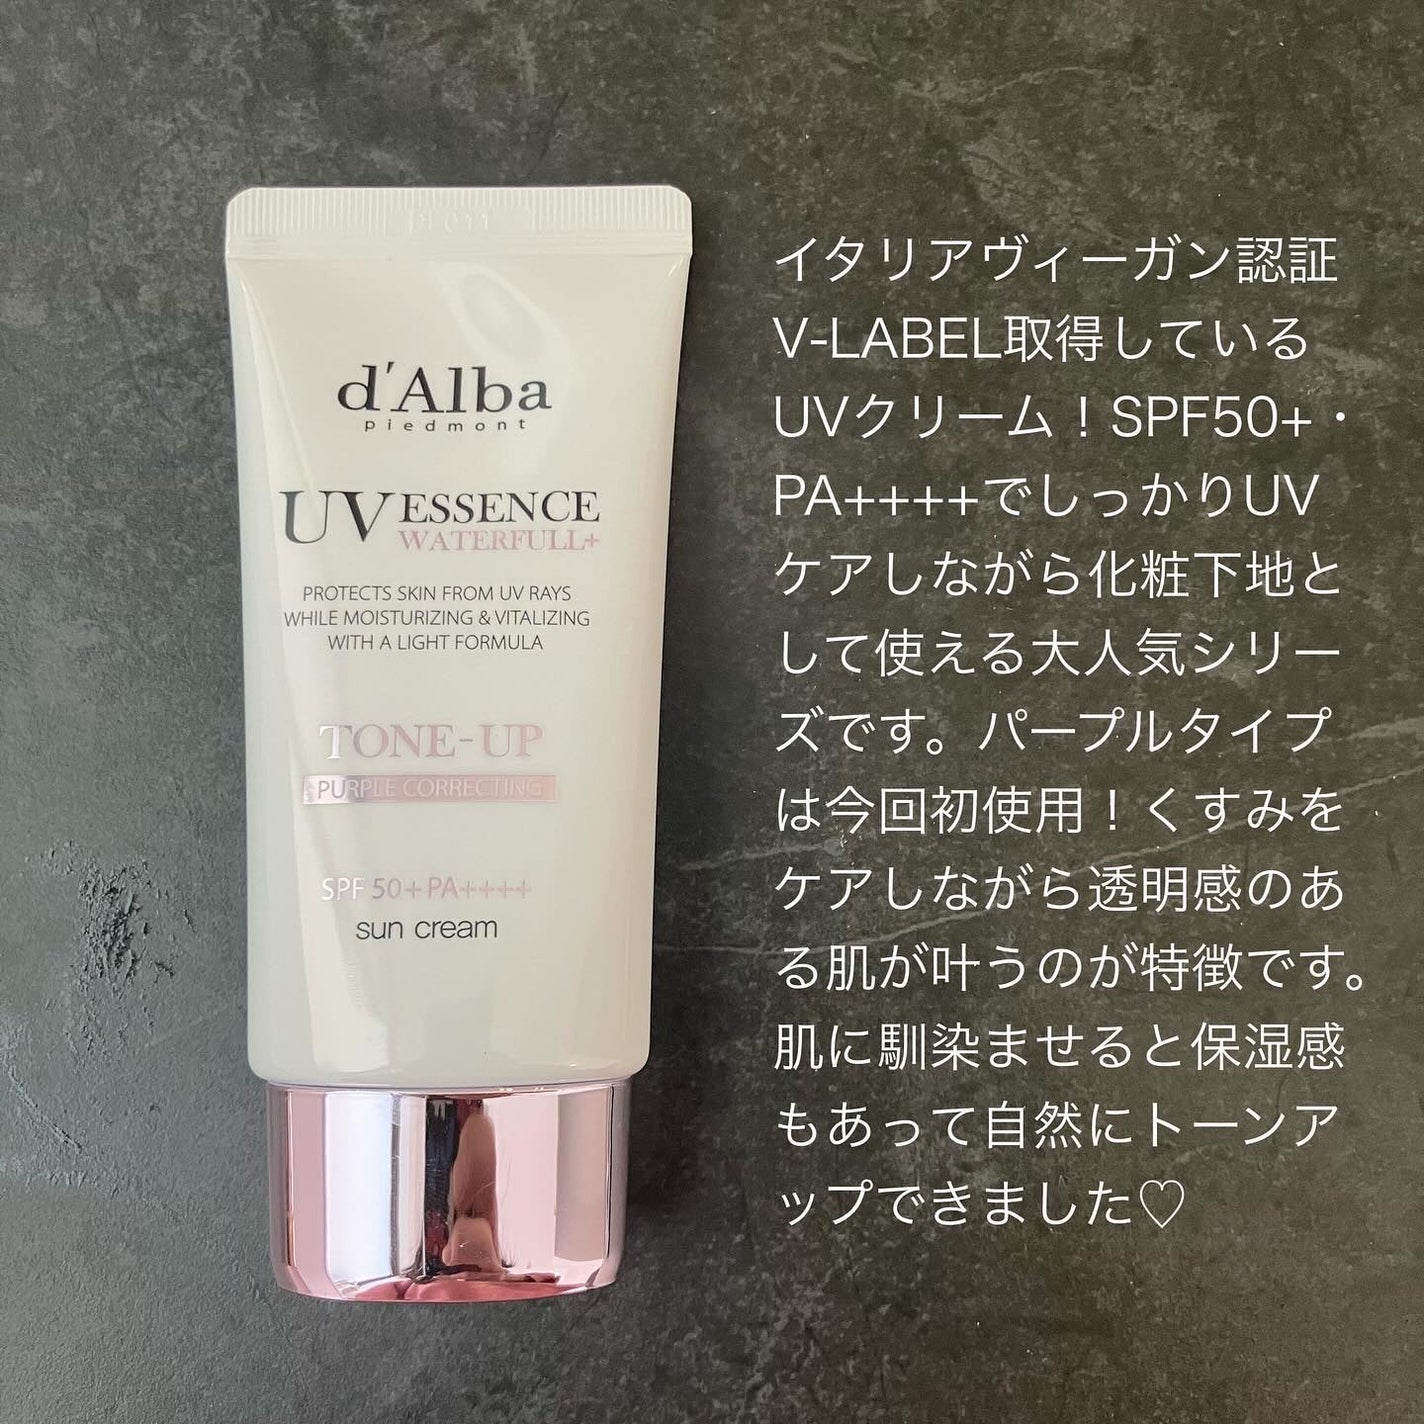 d'Alba
piedmont
UV ESSENCE
WATERFULL+
PROTECTS SKIN FROM UV RAYS
WHILE MOISTURIZING & VITALIZING
WITH A LIGHT FORMULA
TONE-UP
PURPLE CORRECTING
SPF 50+ PA++++
sun cream
イタリアヴィーガン認証
V-LABEL取得している
UVクリーム！SPF50+・
PA++++でしっかりUV
ケアしながら化粧下地と
して使える大人気シリー
ズです。パープルタイプ
は今回初使用！くすみを
ケアしながら透明感のあ
る肌が叶うのが特徴です。
肌に馴染ませると保湿感
もあって自然にトーンア
ップできました♡